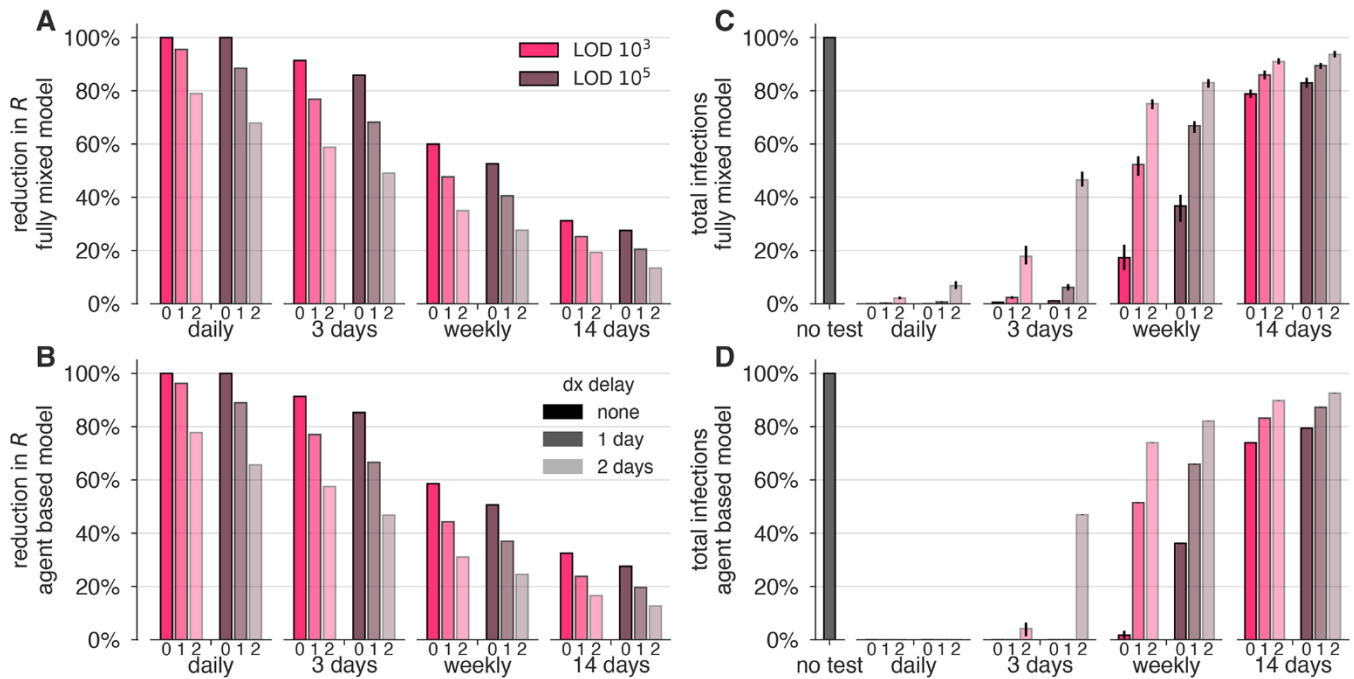 A
reduction in R
fully mixed model
100%
80%
60%
40%
20%
0%
LOD 10³
LOD 10⁵
0 1 2 0 1 2 0 1 2 0 1 2 0 1 2 0 1 2 0 1 2 0 1 2
daily 3 days weekly 14 days
C
total infections
fully mixed model
100%
80%
60%
40%
20%
0%
0 1 2 0 1 2 0 1 2 0 1 2 0 1 2 0 1 2 0 1 2 0 1 2
no test daily 3 days weekly 14 days
B
reduction in R
agent based model
100%
80%
60%
40%
20%
0%
dx delay
none
1 day
2 days
0 1 2 0 1 2 0 1 2 0 1 2 0 1 2 0 1 2 0 1 2 0 1 2
daily 3 days weekly 14 days
D
total infections
agent based model
100%
80%
60%
40%
20%
0%
0 1 2 0 1 2 0 1 2 0 1 2 0 1 2 0 1 2 0 1 2 0 1 2
no test daily 3 days weekly 14 days